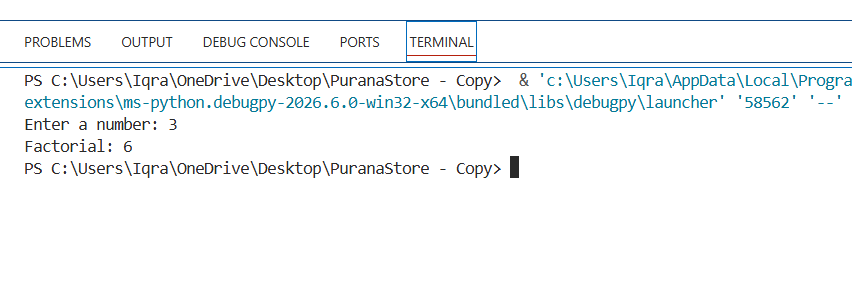 PROBLEMS OUTPUT DEBUG CONSOLE PORTS TERMINAL
PS C:\Users\Iqra\OneDrive\Desktop\PuranaStore - Copy>  & 'c:\Users\Iqra\AppData\Local\Progra
extensions\ms-python.debugpy-2026.6.0-win32-x64\bundled\libs\debugpy\launcher' '58562' '--'
Enter a number: 3
Factorial: 6
PS C:\Users\Iqra\OneDrive\Desktop\PuranaStore - Copy>